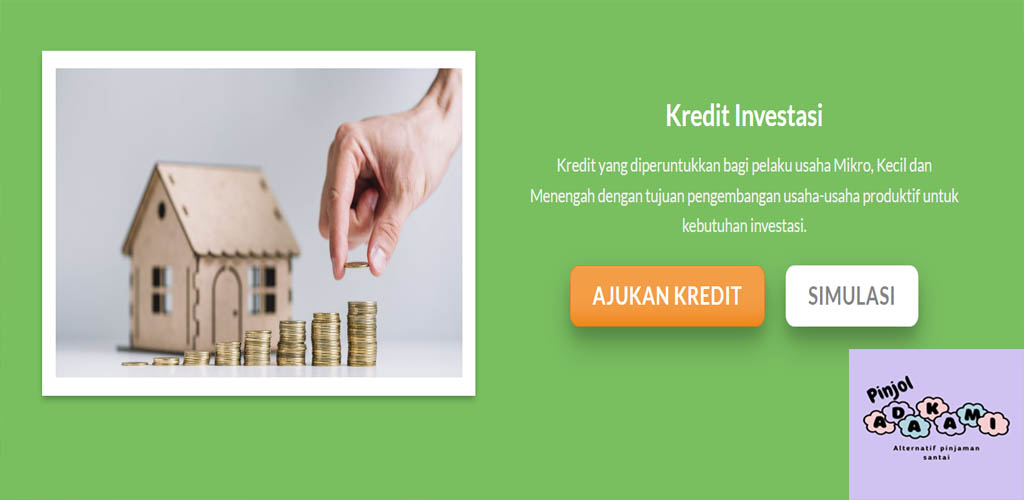 Kredit Investasi
Kredit yang diperuntukkan bagi pelaku usaha Mikro, Kecil dan
Menengah dengan tujuan pengembangan usaha-usaha produktif untuk
kebutuhan investasi.
AJUKAN KREDIT
SIMULASI
Pinjol
ADAKAMI
Alternatif pinjaman
santai